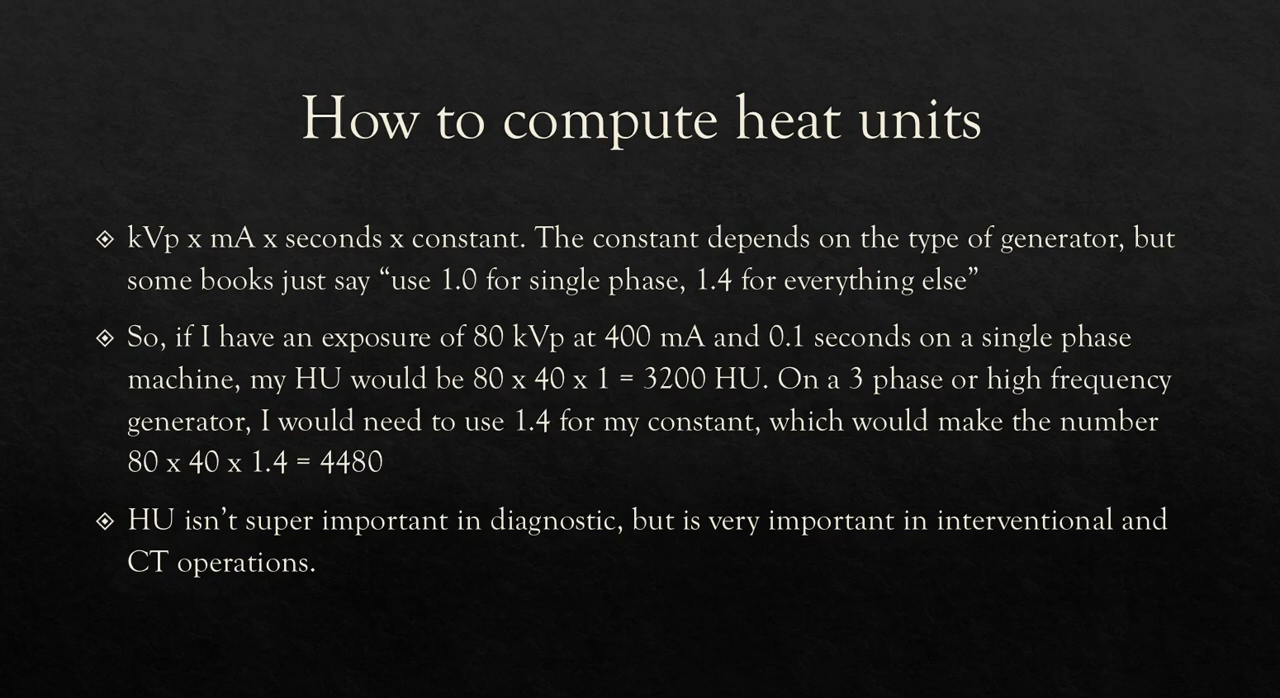 How to compute heat units
kVp x mA x seconds x constant. The constant depends on the type of generator, but
some books just say “use 1.0 for single phase, 1.4 for everything else”
So, if I have an exposure of 80 kVp at 400 mA and 0.1 seconds on a single phase
machine, my HU would be 80 x 40 x 1 = 3200 HU. On a 3 phase or high frequency
generator, I would need to use 1.4 for my constant, which would make the number
80 x 40 x 1.4 = 4480
HU isn’t super important in diagnostic, but is very important in interventional and
CT operations.